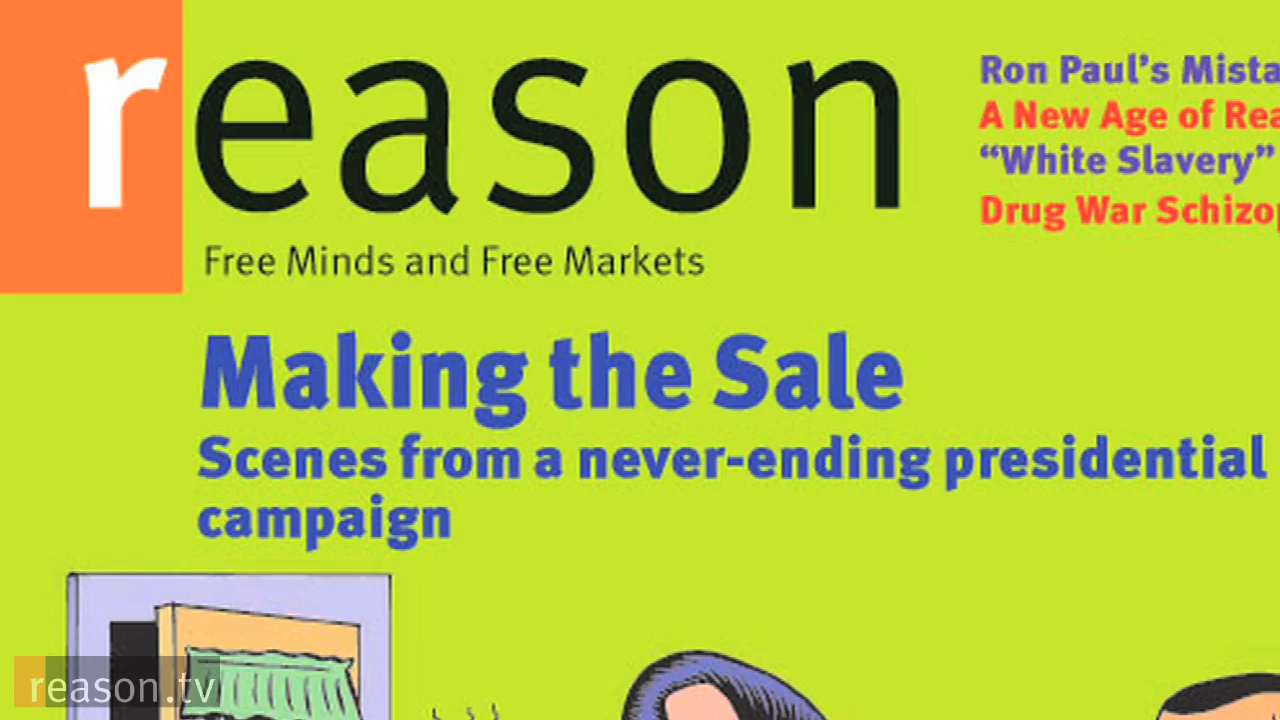 reason
Free Minds and Free Markets
Ron Paul's
A New Age of
“White Slavery”
Drug War
Making the Sale
Scenes from a never-ending presidential
campaign
reason.tv